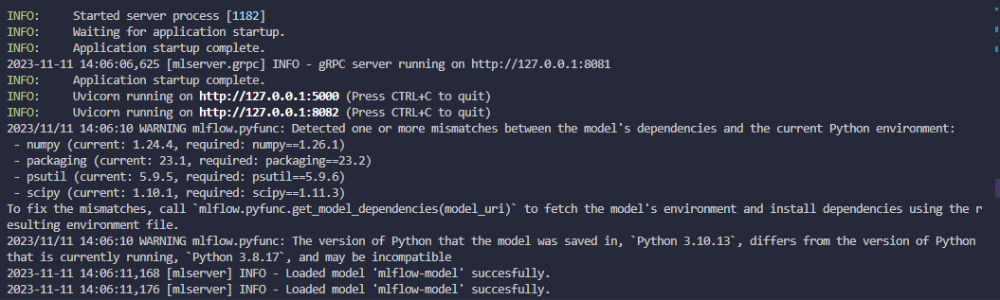 INFO:     Started server process [1182]
INFO:     Waiting for application startup.
INFO:     Application startup complete.
2023-11-11 14:06:06,625 [mlserver.grpc] INFO - gRPC server running on http://127.0.0.1:8081
INFO:     Application startup complete.
INFO:     Uvicorn running on http://127.0.0.1:5000 (Press CTRL+C to quit)
INFO:     Uvicorn running on http://127.0.0.1:8082 (Press CTRL+C to quit)
2023/11/11 14:06:10 WARNING mlflow.pyfunc: Detected one or more mismatches between the model's dependencies and the current Python environment:
 - numpy (current: 1.24.4, required: numpy==1.26.1)
 - packaging (current: 23.1, required: packaging==23.2)
 - psutil (current: 5.9.5, required: psutil==5.9.6)
 - scipy (current: 1.10.1, required: scipy==1.11.3)
To fix the mismatches, call `mlflow.pyfunc.get_model_dependencies(model_uri)` to fetch the model's environment and install dependencies using the r
esulting environment file.
2023/11/11 14:06:10 WARNING mlflow.pyfunc: The version of Python that the model was saved in, `Python 3.10.13`, differs from the version of Python
that is currently running, `Python 3.8.17`, and may be incompatible
2023-11-11 14:06:11,168 [mlserver] INFO - Loaded model 'mlflow-model' succesfully.
2023-11-11 14:06:11,176 [mlserver] INFO - Loaded model 'mlflow-model' succesfully.